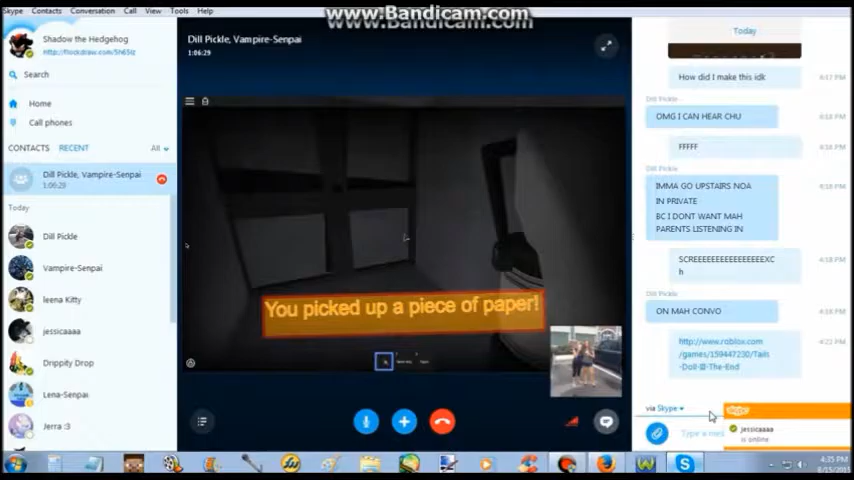 www.Bandicam.com
Skype Contacts Conversation Call View Tools Help
Shadow the Hedgehog
Search
Home
Call phones
CONTACTS RECENT All
Dill Pickle, Vampire-Senpai
1:06:29
Today
Dill Pickle
Vampire-Senpai
leena Kitty
jessicaaaa
Drippity Drop
Lena-Senpai
Jerra :3
Dill Pickle, Vampire-Senpai
1:06:29
You picked up a piece of paper!
Today
How did I make this idk
4:17 PM
Dill Pickle
OMG I CAN HEAR CHU
4:18 PM
FFFFF
4:18 PM
Dill Pickle
IMMA GO UPSTAIRS NOA
4:18 PM
IN PRIVATE
BC I DONT WANT MAH
PARENTS LISTENING IN
SCREEEEEEEEEEEEEEEXC
h
4:18 PM
Dill Pickle
ON MAH CONVO
4:18 PM
http://www.roblox.com
/games/159447230/Tails
4:23 PM
via Skype
Type a mes
skype
jessicaaaa
is online
4:35 PM